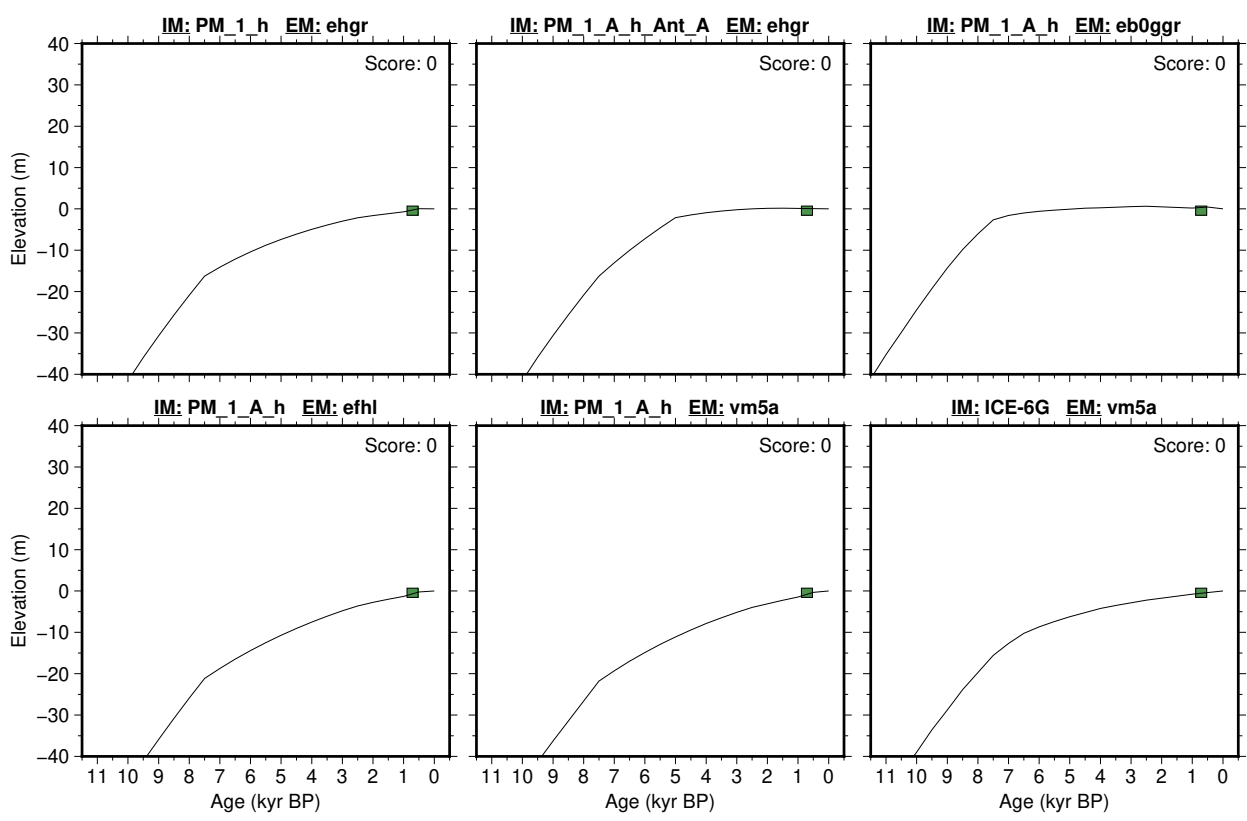 IM: PM_1_h EM: ehgr
IM: PM_1_A_h_Ant_A EM: ehgr
IM: PM_1_A_h EM: eb0ggr
40
30
20
10
0
−10
−20
−30
−40
Elevation (m)
Score: 0
Score: 0
Score: 0
IM: PM_1_A_h EM: efhl
IM: PM_1_A_h EM: vm5a
IM: ICE-6G EM: vm5a
40
30
20
10
0
−10
−20
−30
−40
Elevation (m)
Score: 0
Score: 0
Score: 0
11 10 9 8 7 6 5 4 3 2 1 0
11 10 9 8 7 6 5 4 3 2 1 0
11 10 9 8 7 6 5 4 3 2 1 0
Age (kyr BP)
Age (kyr BP)
Age (kyr BP)